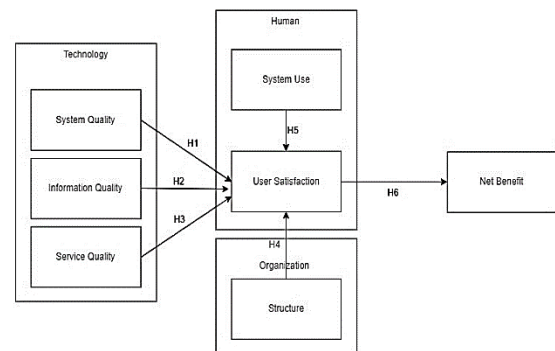 Technology
System Quality
Information Quality
Service Quality
H1
H2
H3
Human
System Use
H5
User Satisfaction
H4
Organization
Structure
H6
Net Benefit